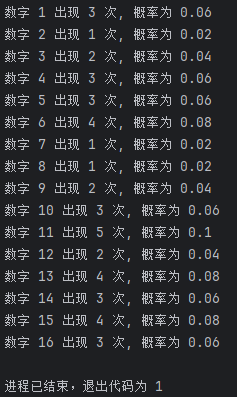 数字 1 出现 3 次, 概率为 0.06
数字 2 出现 1 次, 概率为 0.02
数字 3 出现 2 次, 概率为 0.04
数字 4 出现 3 次, 概率为 0.06
数字 5 出现 3 次, 概率为 0.06
数字 6 出现 4 次, 概率为 0.08
数字 7 出现 1 次, 概率为 0.02
数字 8 出现 1 次, 概率为 0.02
数字 9 出现 2 次, 概率为 0.04
数字 10 出现 3 次, 概率为 0.06
数字 11 出现 5 次, 概率为 0.1
数字 12 出现 2 次, 概率为 0.04
数字 13 出现 4 次, 概率为 0.08
数字 14 出现 3 次, 概率为 0.06
数字 15 出现 4 次, 概率为 0.08
数字 16 出现 3 次, 概率为 0.06
进程已结束，退出代码为 1